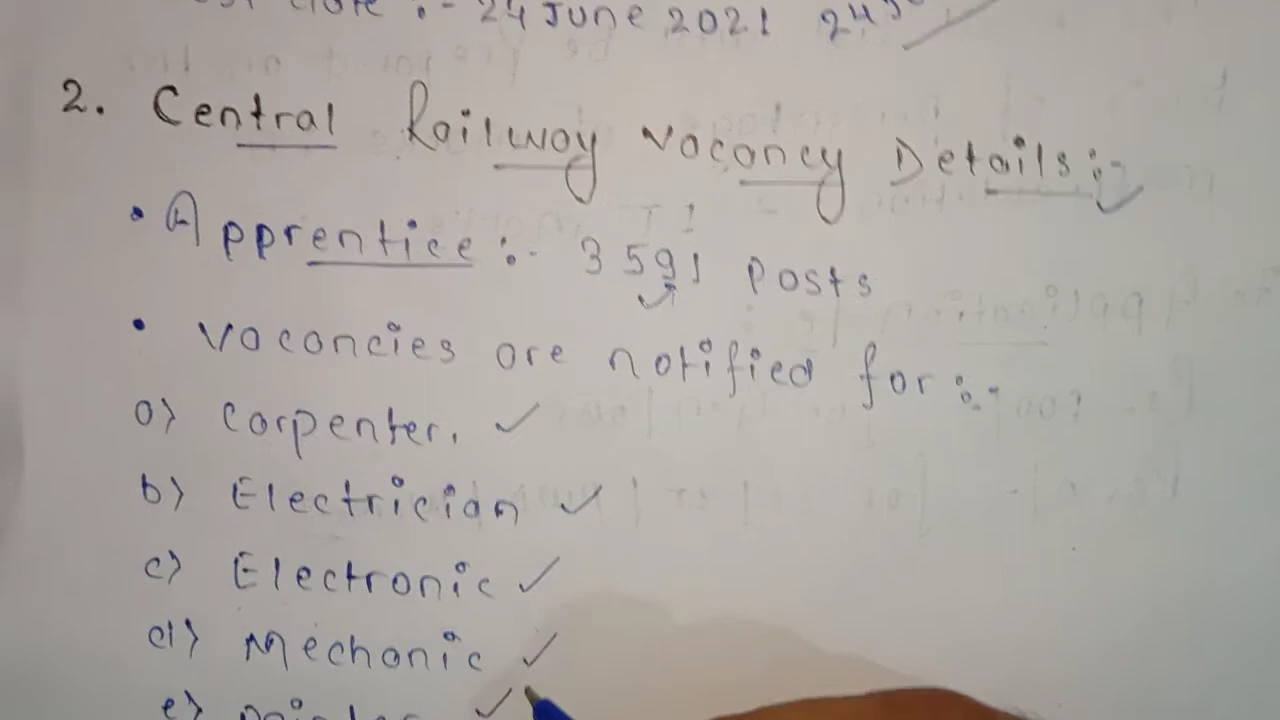 date :- 24 June 2021
2. Central Railway vacancy Details :-
• Apprentice :- 3591 posts
• vacancies are notified for :-
a) carpenter.
b) Electrician
c) Electronic
d) Mechanic
e)